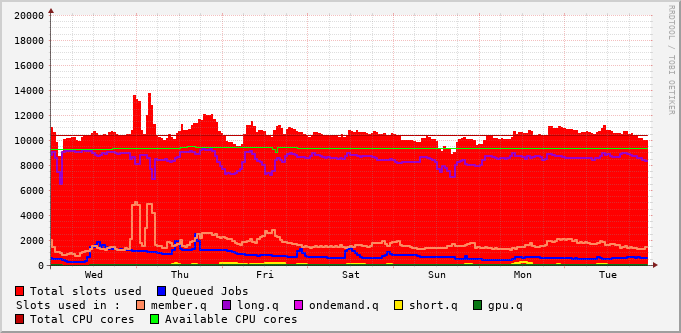 20000
18000
16000
14000
12000
10000
8000
6000
4000
2000
0
Wed Thu Fri Sat Sun Mon Tue
RRDTOOL / TOBI OETIKER
Total slots used Queued Jobs
Slots used in : member.q long.q ondemand.q short.q gpu.q
Total CPU cores Available CPU cores